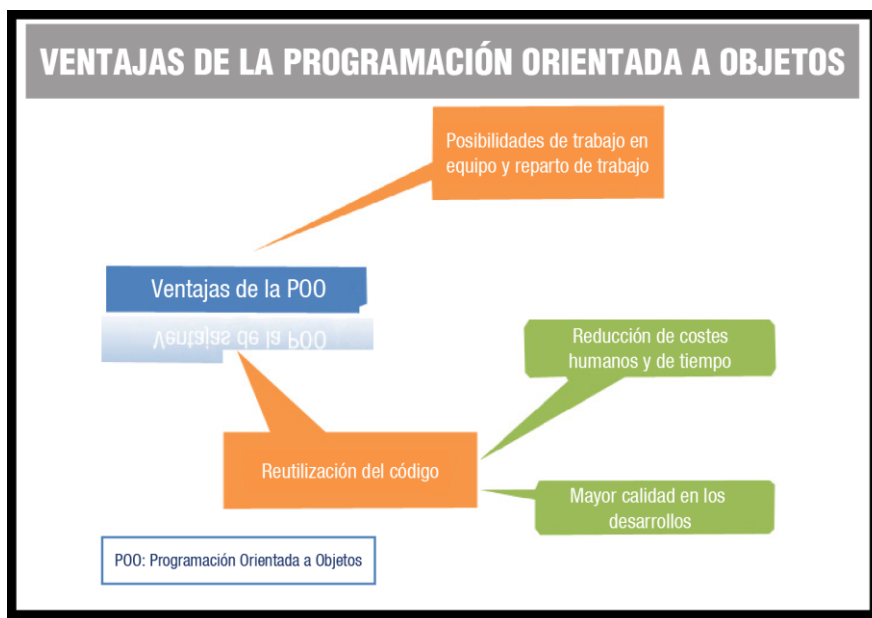 VENTAJAS DE LA PROGRAMACIÓN ORIENTADA A OBJETOS
Posibilidades de trabajo en
equipo y reparto de trabajo
Ventajas de la POO
Ventajas de la POO
Reducción de costes
humanos y de tiempo
Reutilización del código
Mayor calidad en los
desarrollos
POO: Programación Orientada a Objetos